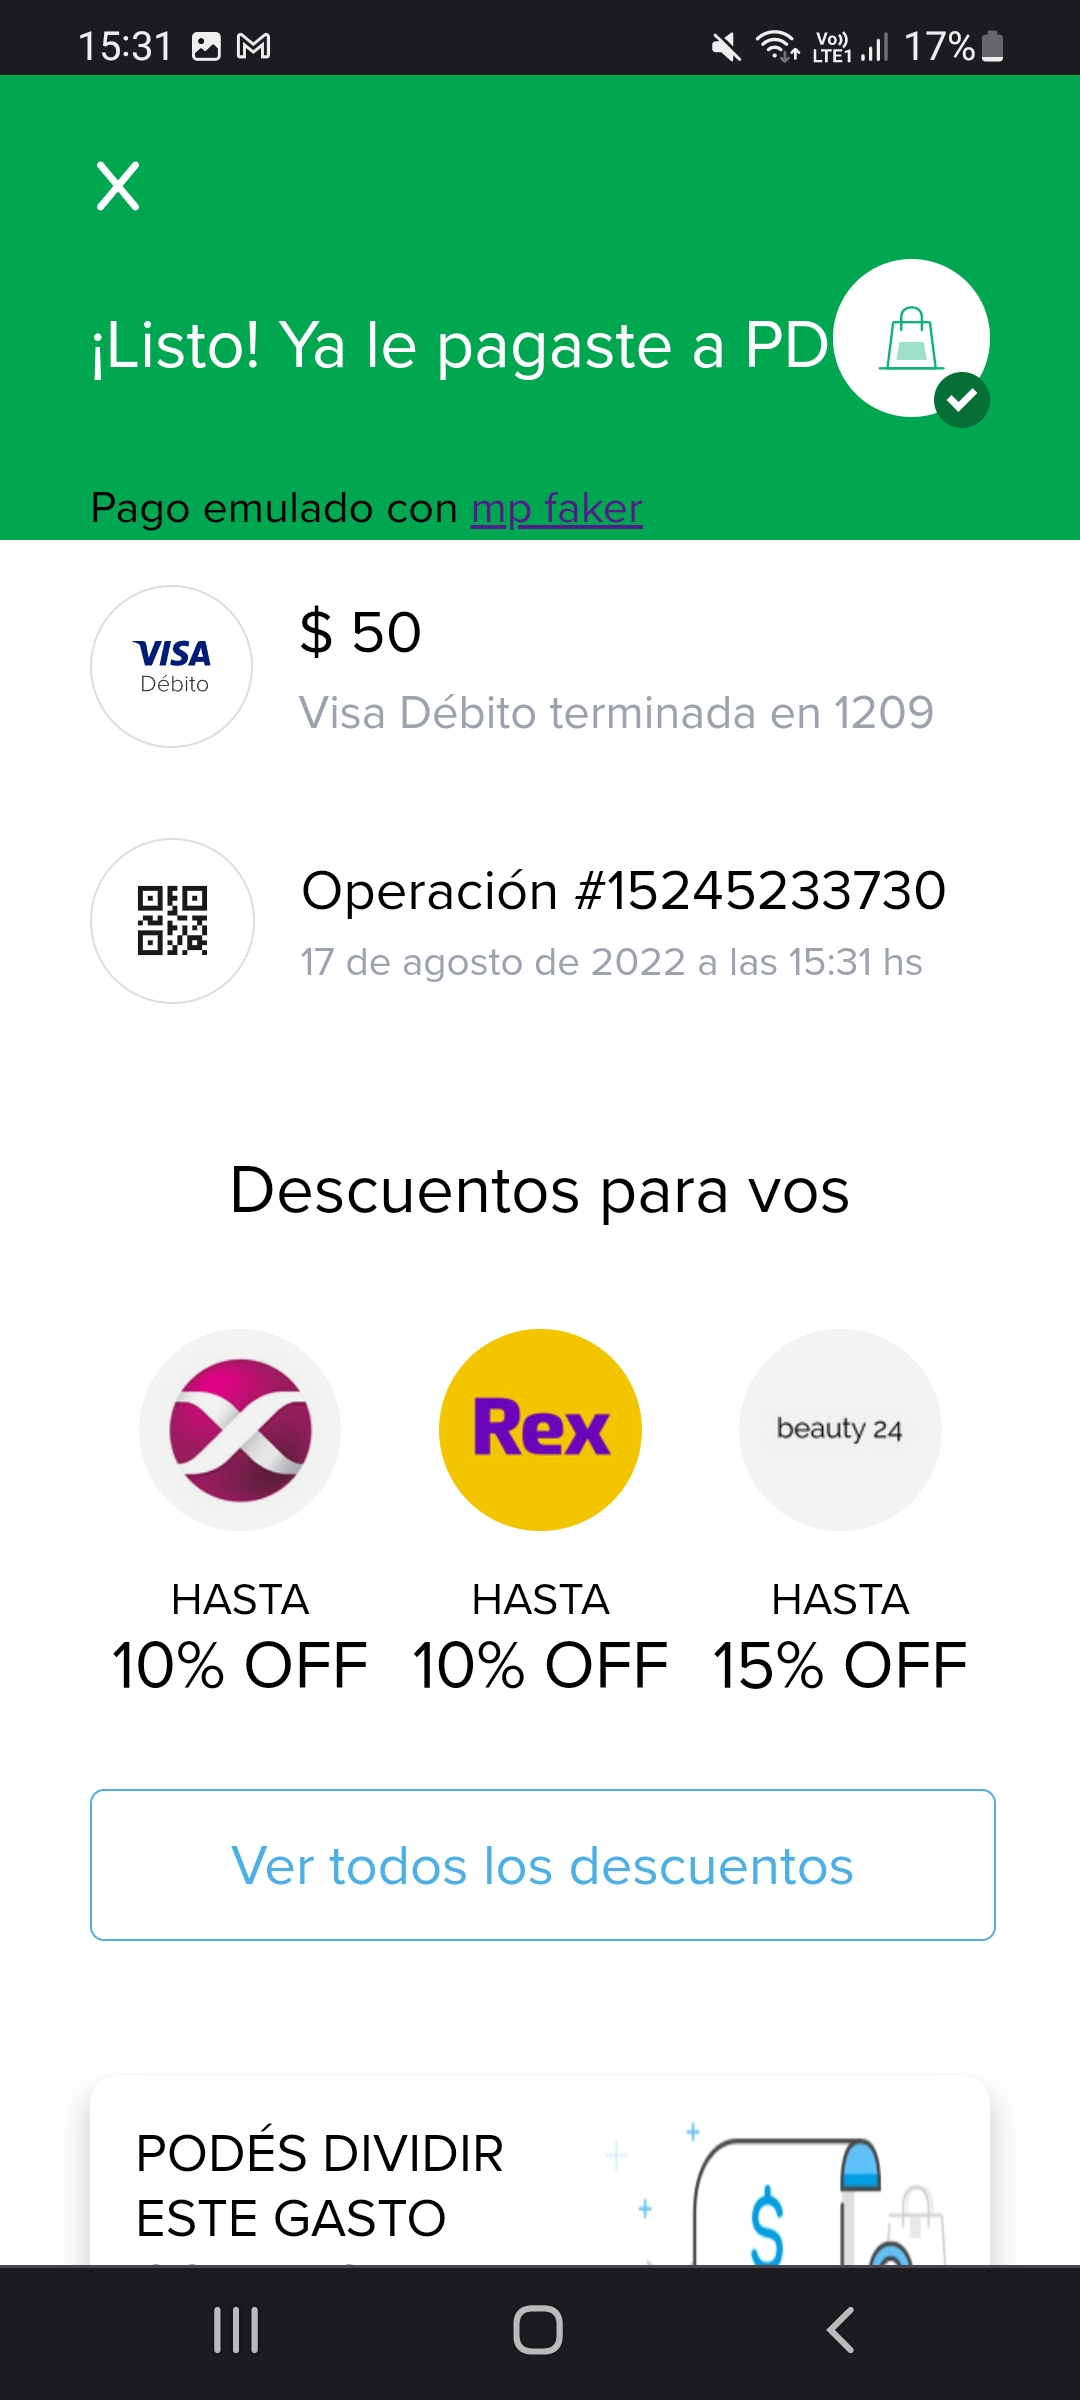 15:31
Vo)) LTE1 17%
¡Listo! Ya le pagaste a PD
Pago emulado con mp faker
VISA
Débito
$ 50
Visa Débito terminada en 1209
Operación #15245233730
17 de agosto de 2022 a las 15:31 hs
Descuentos para vos
Rex
beauty 24
HASTA HASTA HASTA
10% OFF 10% OFF 15% OFF
Ver todos los descuentos
PODÉS DIVIDIR
ESTE GASTO
$